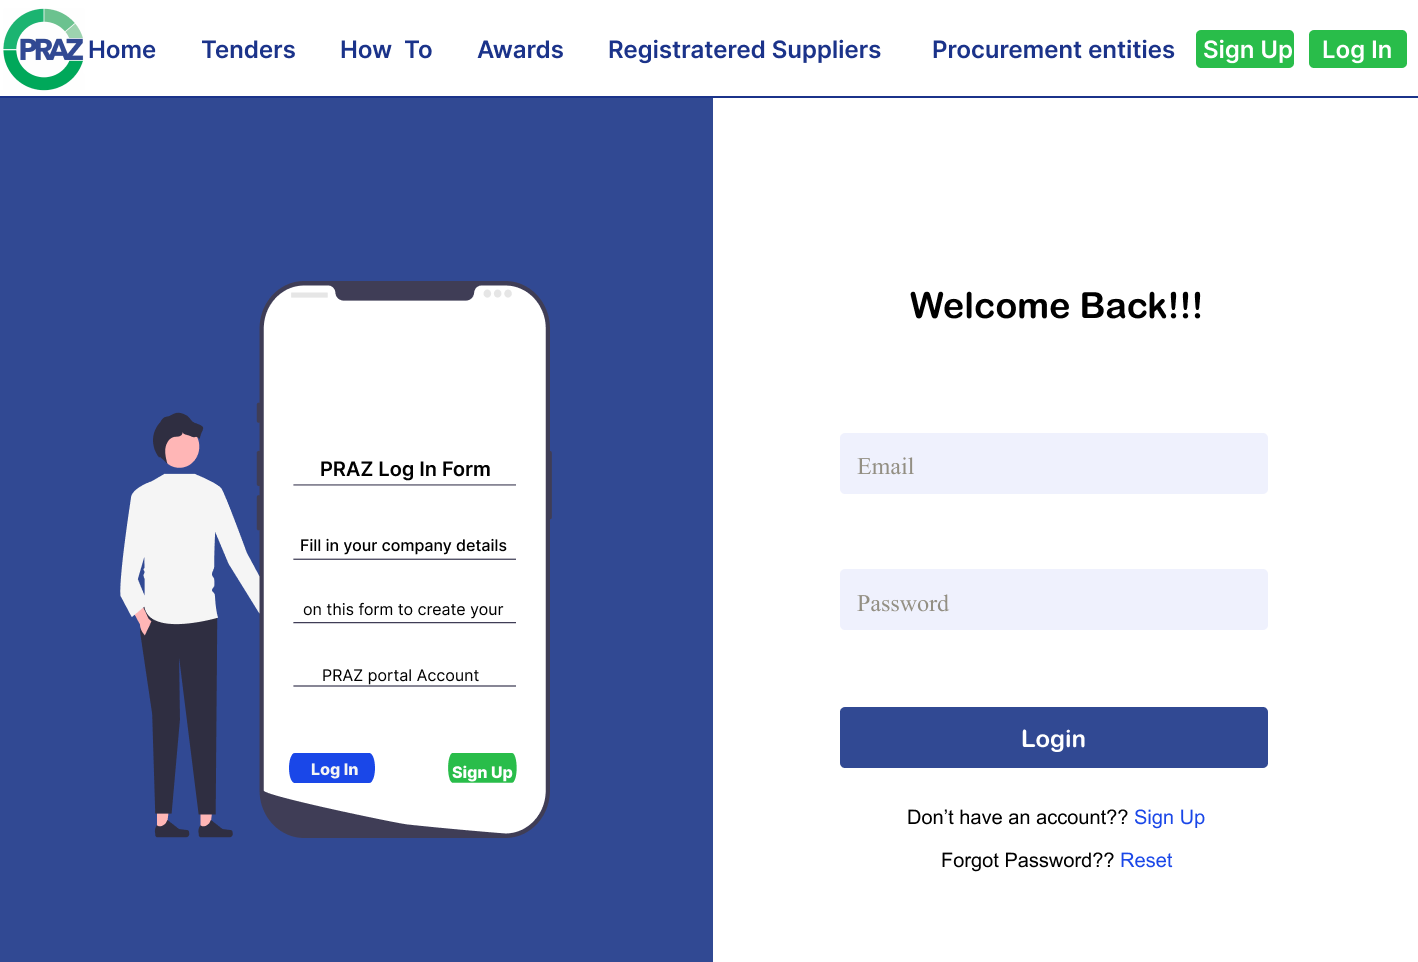 PRAZ Home Tenders How To Awards Registratered Suppliers Procurement entities Sign Up Log In
Welcome Back!!!
Email
Password
Login
Don't have an account?? Sign Up
Forgot Password?? Reset
PRAZ Log In Form
Fill in your company details
on this form to create your
PRAZ portal Account
Log In Sign Up